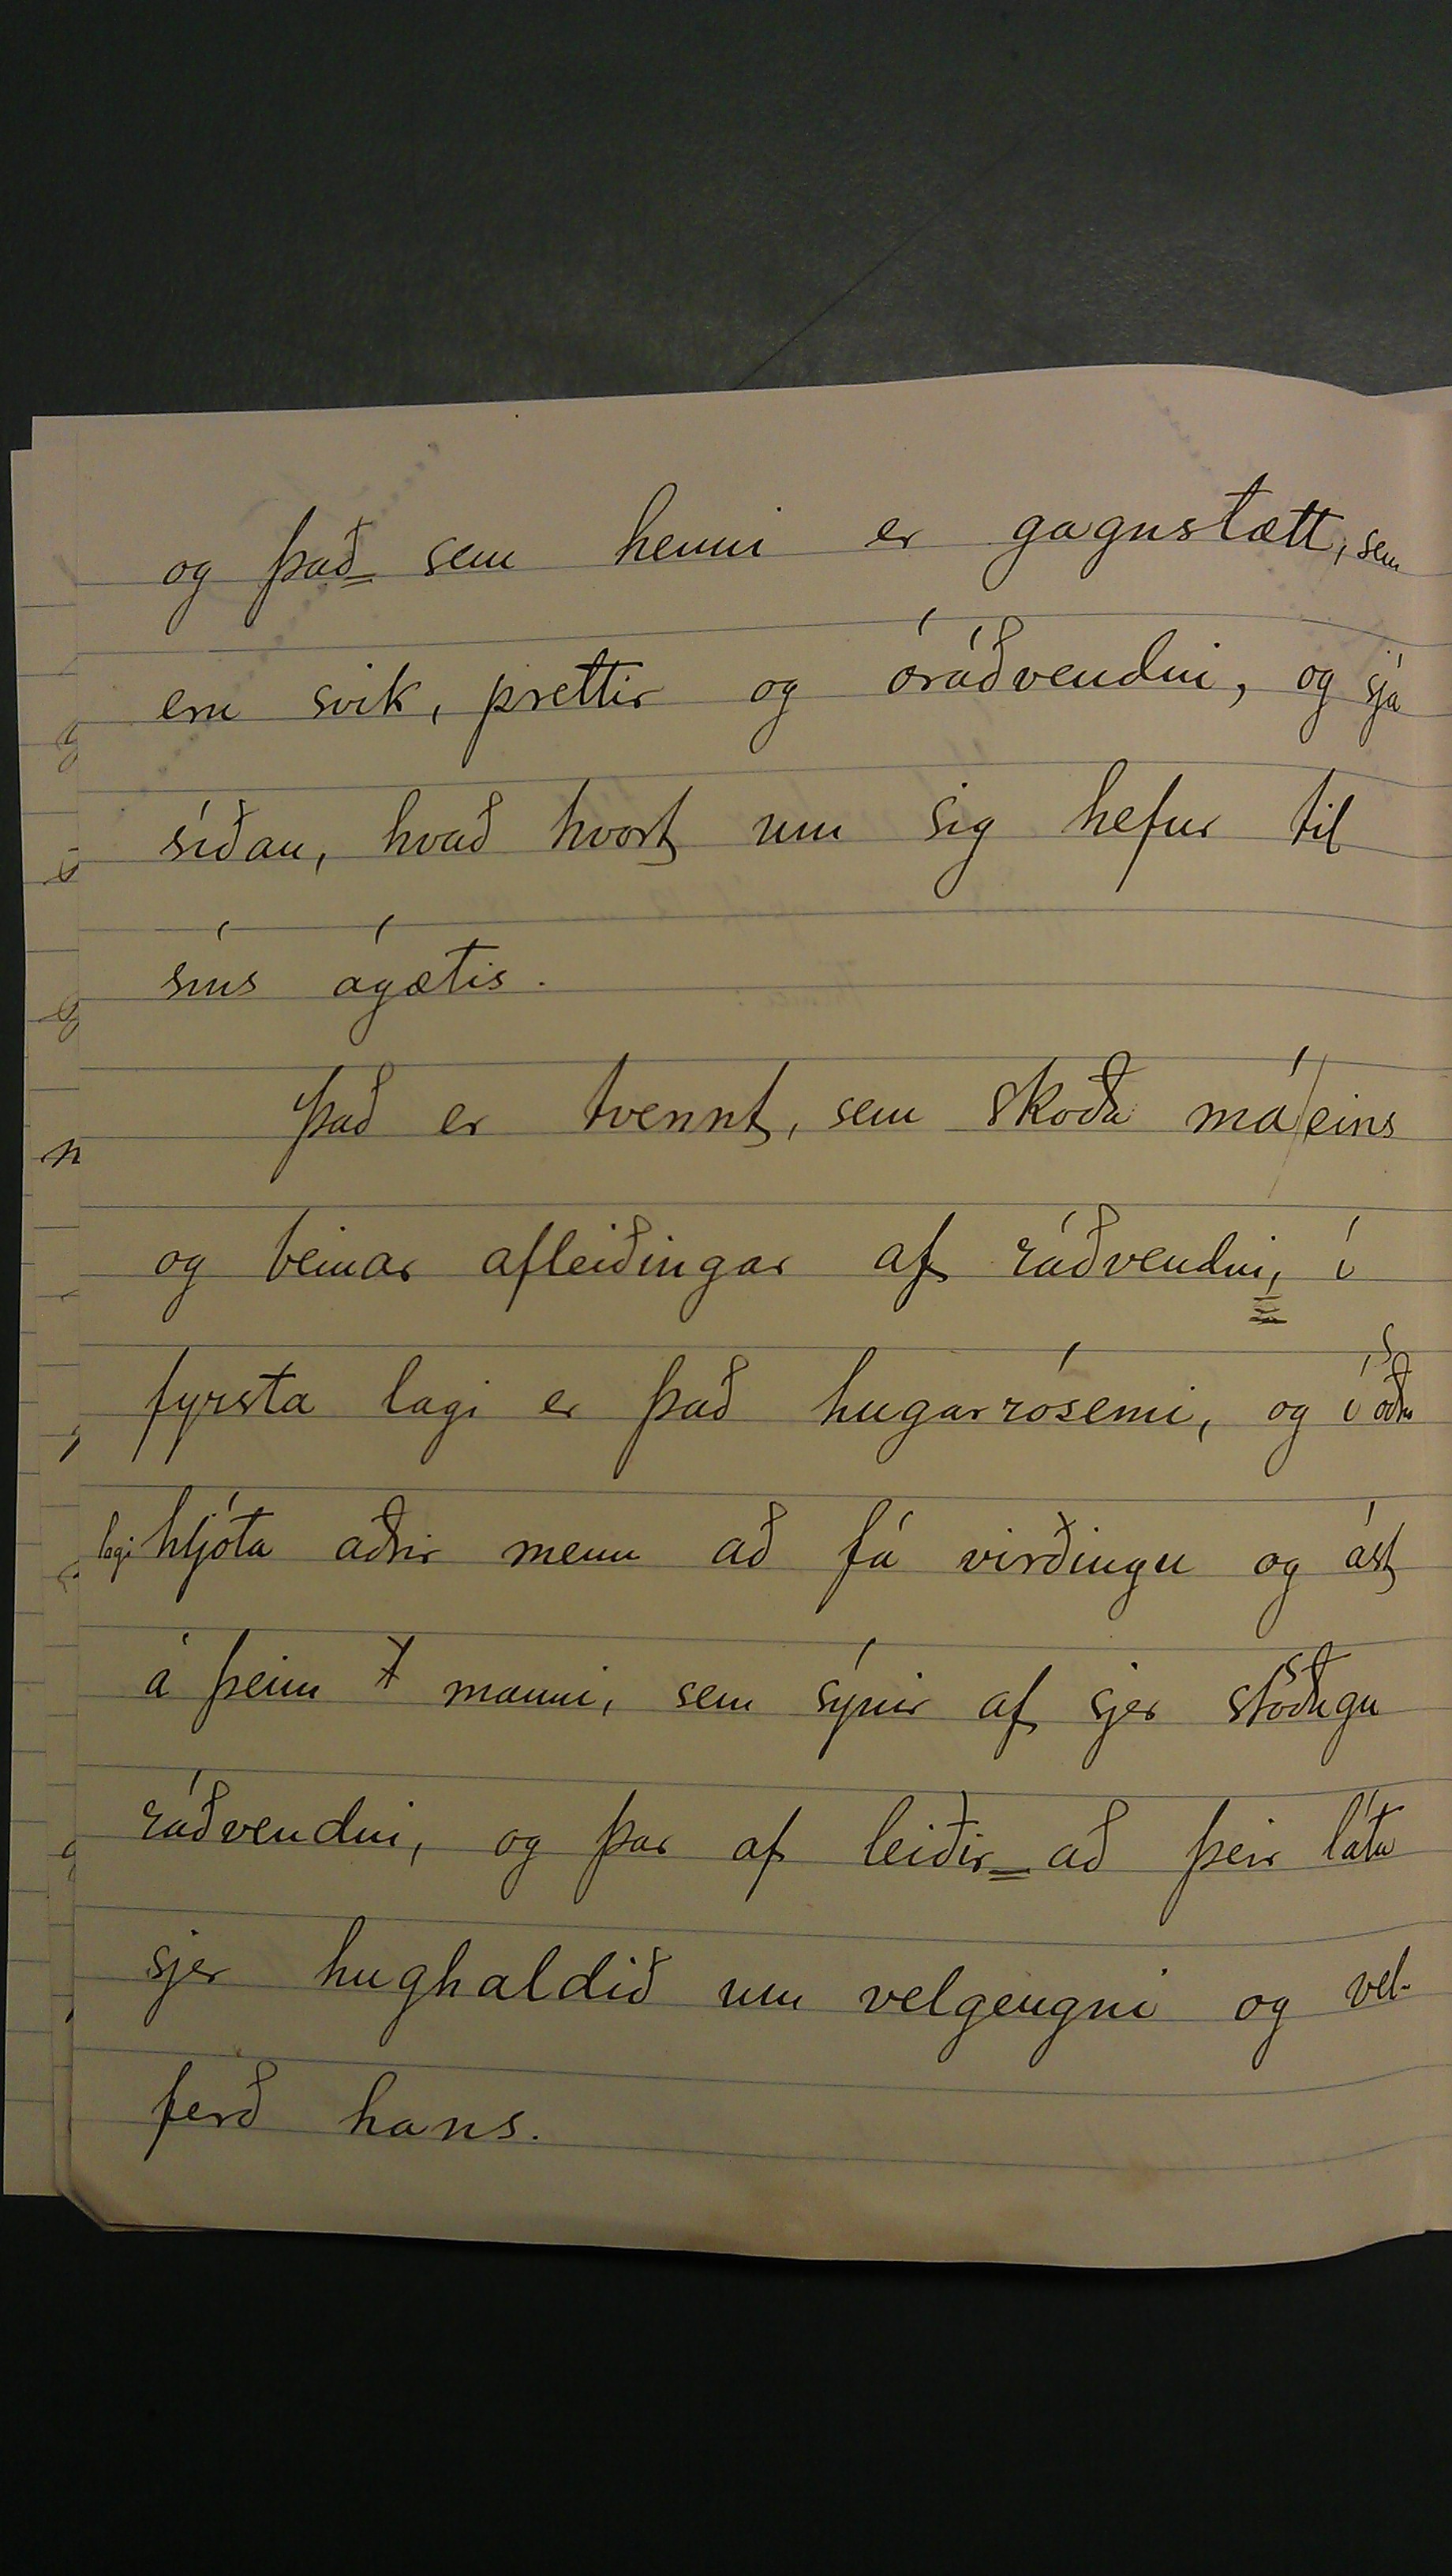 og það sem henni er gagnstætt, sem
eru svik, prettir og óráðvendni, og sjá
síðan, hvað hvort um sig hefur til
síns ágætis.
Það er tvennt, sem skoða má eins
og beinar afleiðingar af ráðvendni, í
fyrsta lagi er það hugarrósemi, og í öðru
lagi hljóta aðrir menn að fá virðingu og ást
á þeim manni, sem sýnir af sjer stöðuga
ráðvendni, og þar af leiðir að þeir láta
sjer hughaldið um velgengni og vel-
ferð hans.